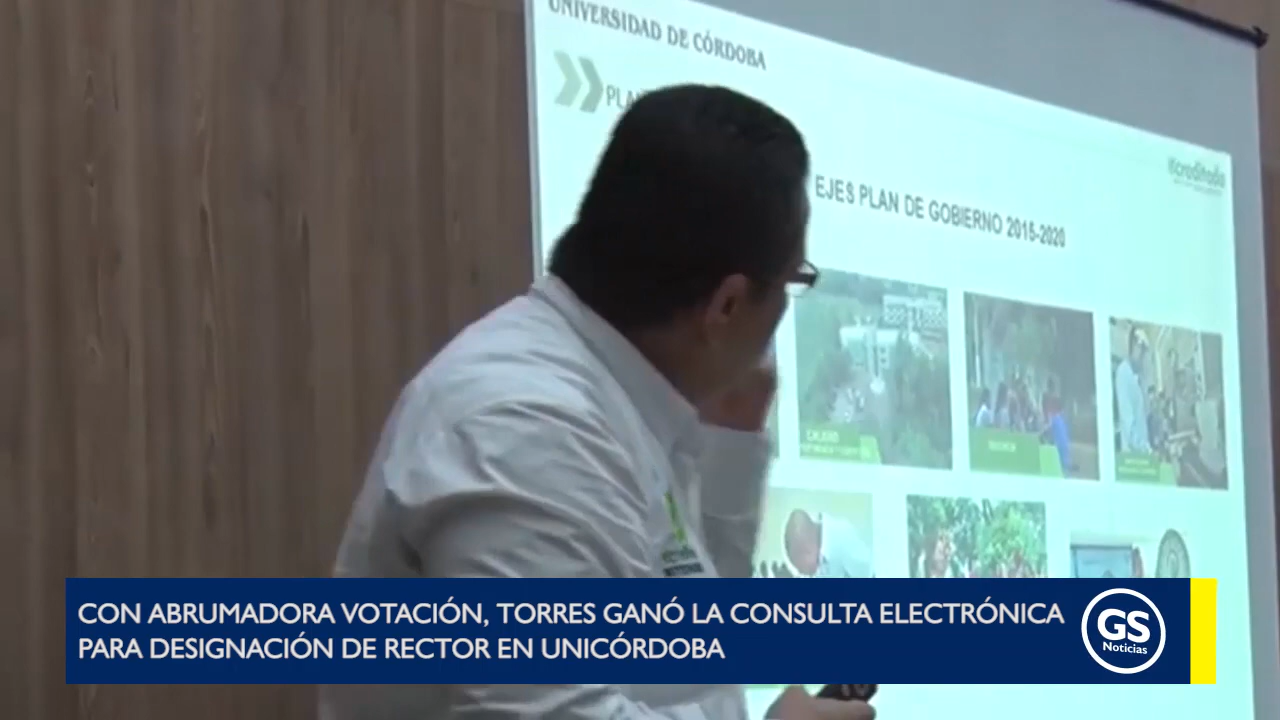 UNIVERSIDAD DE CÓRDOBA
EJES PLAN DE GOBIERNO 2015-2020
CALIDAD
CON ABRUMADORA VOTACIÓN, TORRES GANÓ LA CONSULTA ELECTRÓNICA
PARA DESIGNACIÓN DE RECTOR EN UNICÓRDOBA
GS
Noticias